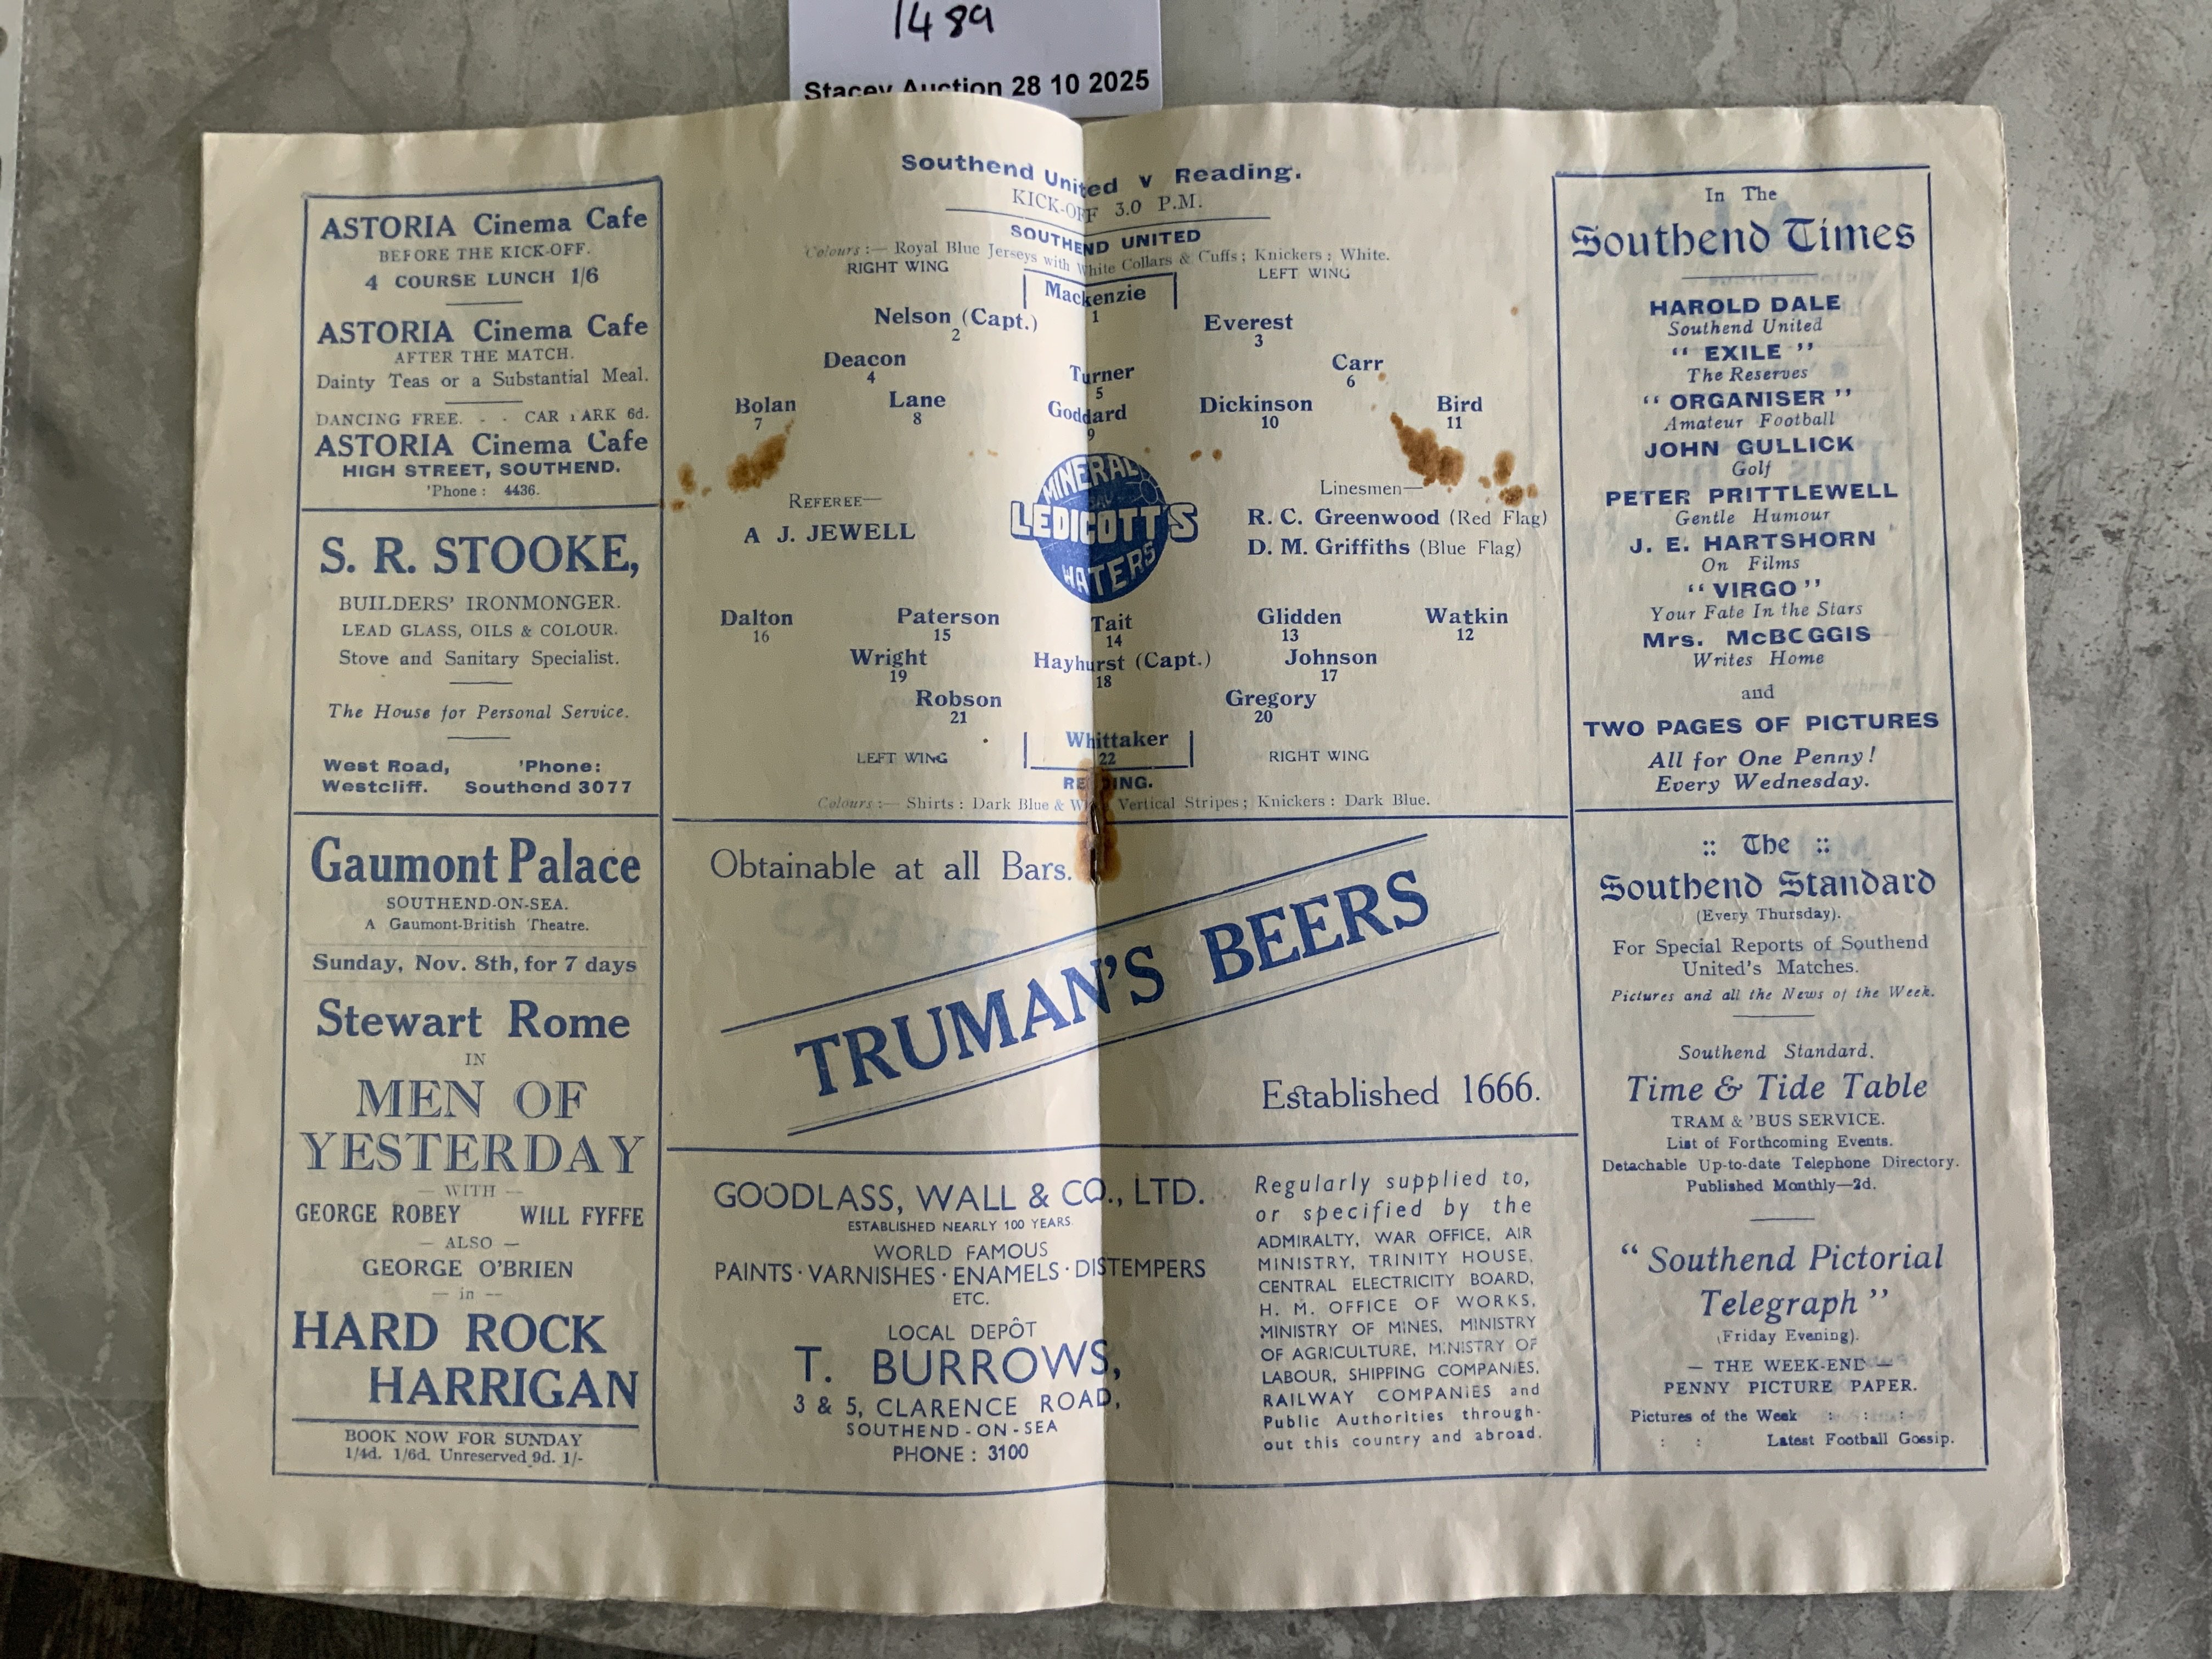 1489
Stacey Auction 28 10 2025
ASTORIA Cinema Cafe
BEFORE THE KICK-OFF.
4 COURSE LUNCH 1/6
ASTORIA Cinema Cafe
AFTER THE MATCH.
Dainty Teas or a Substantial Meal.
DANCING FREE. - - CAR PARK 6d.
ASTORIA Cinema Cafe
HIGH STREET, SOUTHEND.
'Phone : 4436.
S. R. STOOKE,
BUILDERS' IRONMONGER.
LEAD GLASS, OILS & COLOUR.
Stove and Sanitary Specialist.
The House for Personal Service.
West Road, 'Phone:
Westcliff. Southend 3077
Gaumont Palace
SOUTHEND-ON-SEA.
A Gaumont-British Theatre.
Sunday, Nov. 8th, for 7 days
Stewart Rome
IN
MEN OF
YESTERDAY
— WITH —
GEORGE ROBEY WILL FYFFE
— ALSO —
GEORGE O'BRIEN
— in —
HARD ROCK
HARRIGAN
BOOK NOW FOR SUNDAY
1/4d. 1/6d. Unreserved 9d. 1/-
Southend United v Reading.
KICK-OFF 3.0 P.M.
SOUTHEND UNITED
Colours :— Royal Blue Jerseys with White Collars & Cuffs ; Knickers : White.
RIGHT WING LEFT WING
Mackenzie
1
Nelson (Capt.) Everest
2 3
Deacon Turner Carr
4 5 6
Bolan Lane Goddard Dickinson Bird
7 8 9 10 11
MINERAL
LEDICOTT'S
WATERS
REFEREE—
A J. JEWELL
Linesmen—
R. C. Greenwood (Red Flag)
D. M. Griffiths (Blue Flag)
Dalton Paterson Tait Glidden Watkin
16 15 14 13 12
Wright Hayhurst (Capt.) Johnson
19 18 17
Robson Gregory
21 20
Whittaker
22
LEFT WING RIGHT WING
READING.
Colours :— Shirts : Dark Blue & White Vertical Stripes ; Knickers : Dark Blue.
Obtainable at all Bars.
TRUMAN'S BEERS
Established 1666.
GOODLASS, WALL & CO., LTD.
ESTABLISHED NEARLY 100 YEARS.
WORLD FAMOUS
PAINTS · VARNISHES · ENAMELS · DISTEMPERS
ETC.
LOCAL DEPÔT
T. BURROWS,
3 & 5, CLARENCE ROAD,
SOUTHEND-ON-SEA
PHONE : 3100
Regularly supplied to,
or specified by the
ADMIRALTY, WAR OFFICE, AIR
MINISTRY, TRINITY HOUSE,
CENTRAL ELECTRICITY BOARD,
H. M. OFFICE OF WORKS,
MINISTRY OF MINES, MINISTRY
OF AGRICULTURE, MINISTRY OF
LABOUR, SHIPPING COMPANIES,
RAILWAY COMPANIES and
Public Authorities through-
out this country and abroad.
In The
Southend Times
HAROLD DALE
Southend United
" EXILE "
The Reserves
" ORGANISER "
Amateur Football
JOHN GULLICK
Golf
PETER PRITTLEWELL
Gentle Humour
J. E. HARTSHORN
On Films
" VIRGO "
Your Fate In the Stars
Mrs. McBOGGIS
Writes Home
and
TWO PAGES OF PICTURES
All for One Penny !
Every Wednesday.
:: The ::
Southend Standard
(Every Thursday).
For Special Reports of Southend
United's Matches.
Pictures and all the News of the Week.
Southend Standard.
Time & Tide Table
TRAM & 'BUS SERVICE.
List of Forthcoming Events.
Detachable Up-to-date Telephone Directory.
Published Monthly—2d.
" Southend Pictorial
Telegraph "
(Friday Evening).
— THE WEEK-END —
PENNY PICTURE PAPER.
Pictures of the Week : : :
: : Latest Football Gossip.